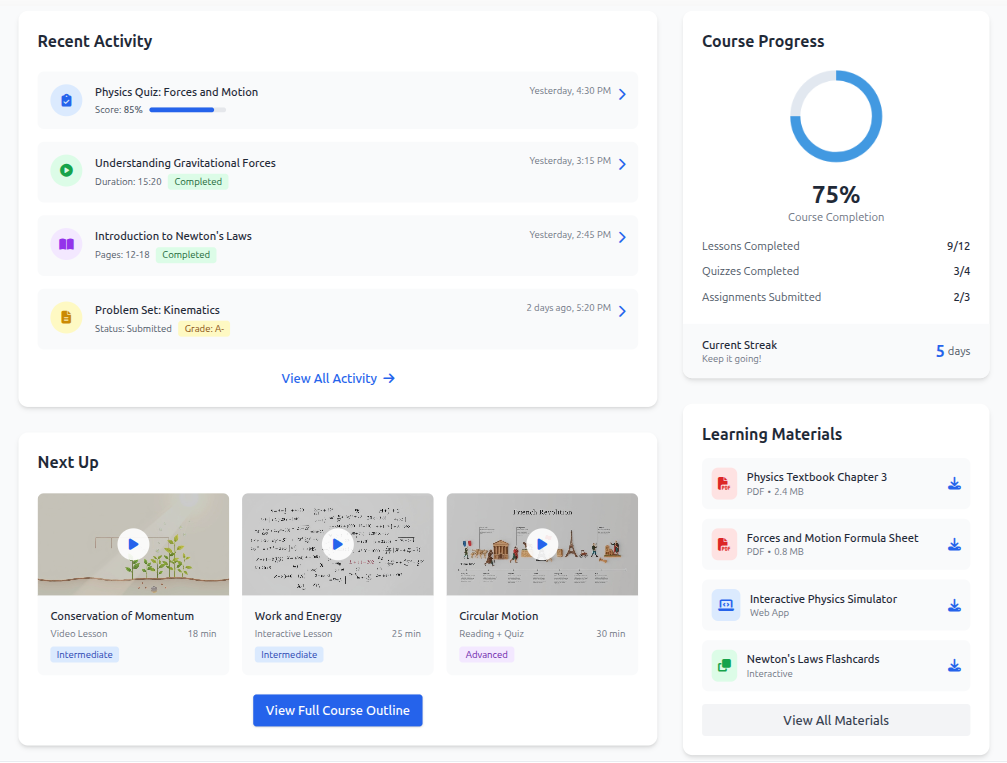 Recent Activity
Physics Quiz: Forces and Motion
Yesterday, 4:30 PM
Score: 85%
Understanding Gravitational Forces
Yesterday, 3:15 PM
Duration: 15:20 Completed
Introduction to Newton's Laws
Yesterday, 2:45 PM
Pages: 12-18 Completed
Problem Set: Kinematics
2 days ago, 5:20 PM
Status: Submitted Grade: A-
View All Activity
Next Up
French Revolution
Conservation of Momentum
Video Lesson 18 min
Intermediate
Work and Energy
Interactive Lesson 25 min
Intermediate
Circular Motion
Reading + Quiz 30 min
Advanced
View Full Course Outline
Course Progress
75%
Course Completion
Lessons Completed 9/12
Quizzes Completed 3/4
Assignments Submitted 2/3
Current Streak
Keep it going!
5 days
Learning Materials
PDF
Physics Textbook Chapter 3
PDF • 2.4 MB
PDF
Forces and Motion Formula Sheet
PDF • 0.8 MB
Interactive Physics Simulator
Web App
Newton's Laws Flashcards
Interactive
View All Materials